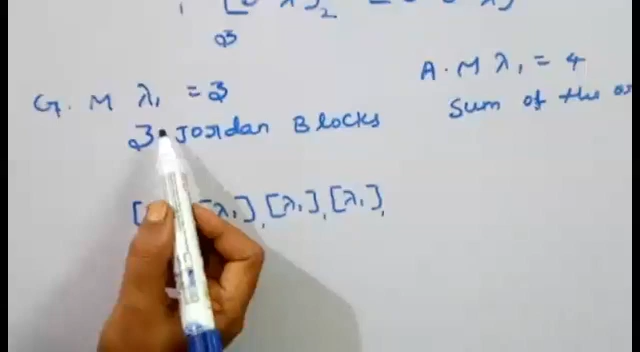 G. M λ₁ = 3
A. M λ₁ = 4
3 Jordan Blocks
Sum of the
[λ₁], [λ₁], [λ₁],